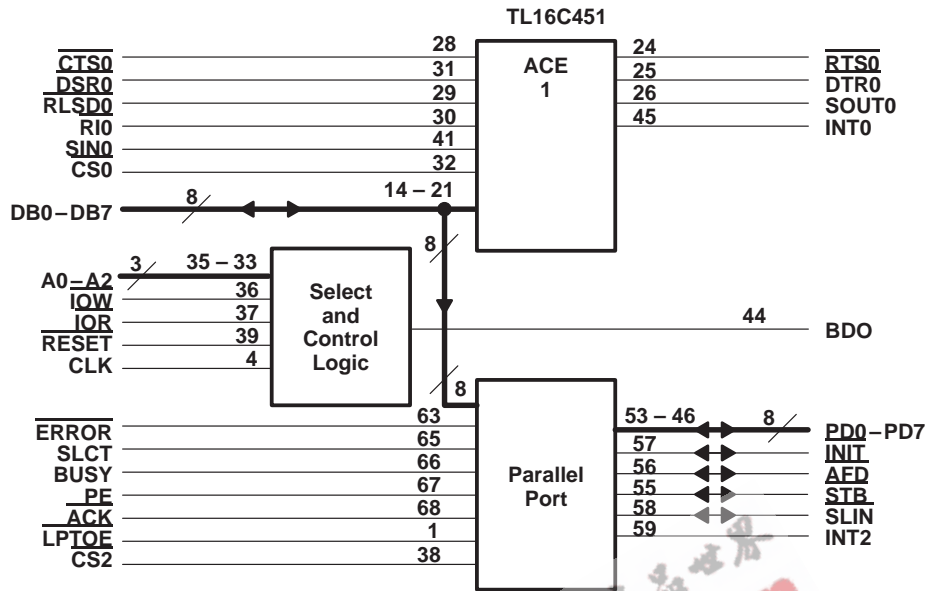 TL16C451
CTS0 28
DSR0 31
RLSD0 29
RI0 30
SIN0 41
CS0 32
ACE
1
24 RTS0
25 DTR0
26 SOUT0
45 INT0
DB0–DB7 8 14 – 21
8
A0–A2 3 35 – 33
IOW 36
IOR 37
RESET 39
CLK 4
Select
and
Control
Logic
44 BDO
8
ERROR 63
SLCT 65
BUSY 66
PE 67
ACK 68
LPTOE 1
CS2 38
Parallel
Port
53 – 46 8 PD0–PD7
57 INIT
56 AFD
55 STB
58 SLIN
59 INT2